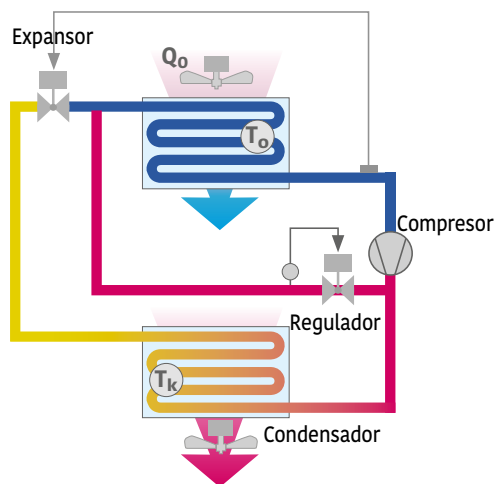 Expansor
Qo
To
Compresor
Regulador
Tk
Condensador